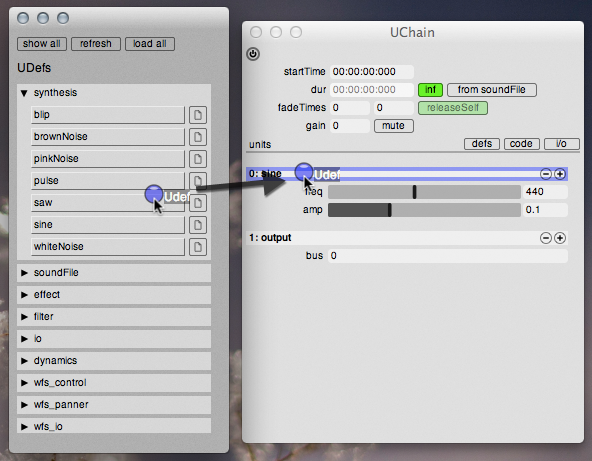 show all refresh load all
UDefs
synthesis
blip
brownNoise
pinkNoise
pulse
saw
Udef
sine
whiteNoise
soundFile
effect
filter
io
dynamics
wfs_control
wfs_panner
wfs_io
UChain
startTime 00:00:00:000
dur 00:00:00:000 inf from soundFile
fadeTimes 0 0 releaseSelf
gain 0 mute
units defs code i/o
0: sine Udef
freq 440
amp 0.1
1: output
bus 0